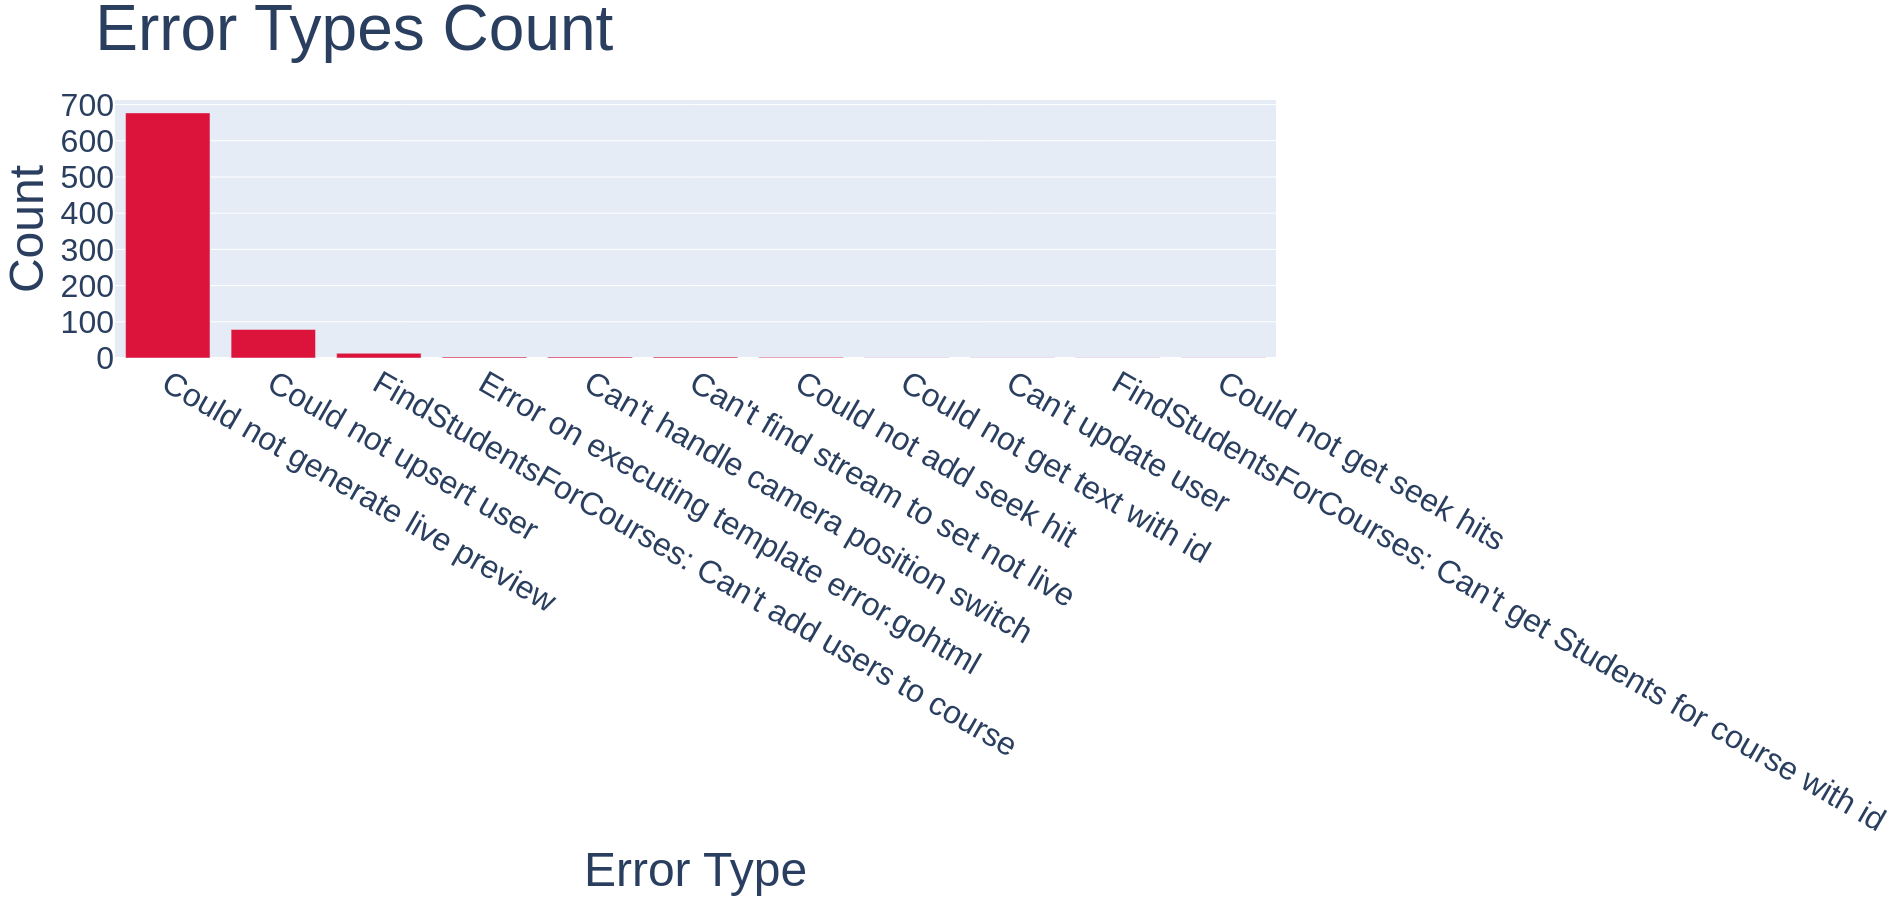 Error Types Count
Count
700
600
500
400
300
200
100
0
Could not generate live preview
Could not upsert user
FindStudentsForCourses: Can't add users to course
Error on executing template error.gohtml
Can't handle camera position switch
Can't find stream to set not live
Could not add seek hit
Could not get text with id
Can't update user
FindStudentsForCourses: Can't get Students for course with id
Could not get seek hits
Error Type